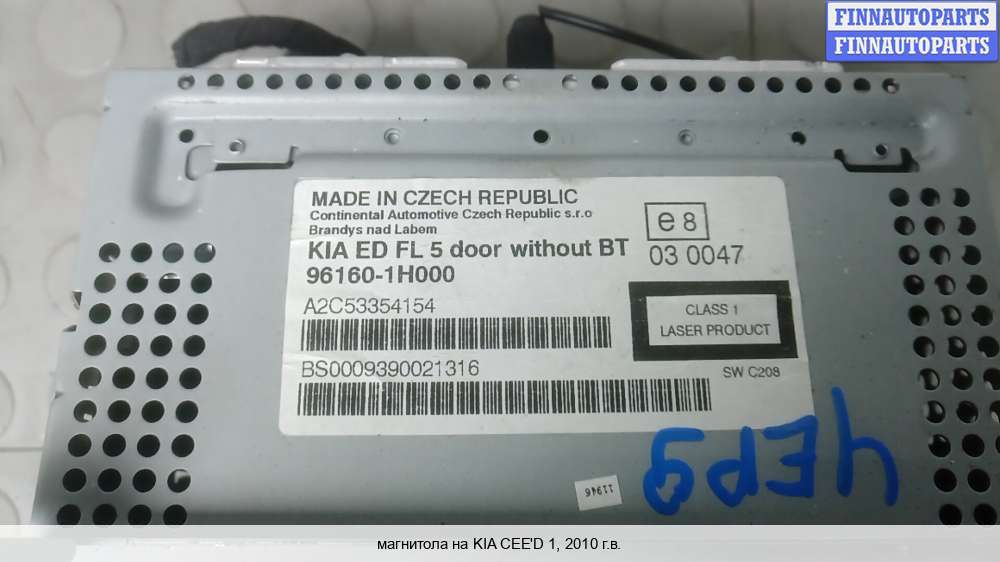 FINNAUTOPARTS
FINNAUTOPARTS
MADE IN CZECH REPUBLIC
Continental Automotive Czech Republic s.r.o
Brandys nad Labem
KIA ED FL 5 door without BT
96160-1H000
e8
03 0047
A2C53354154
CLASS 1
LASER PRODUCT
BS0009390021316
SW C208
ЧЕРЯ
11946
магнитола на KIA CEE'D 1, 2010 г.в.